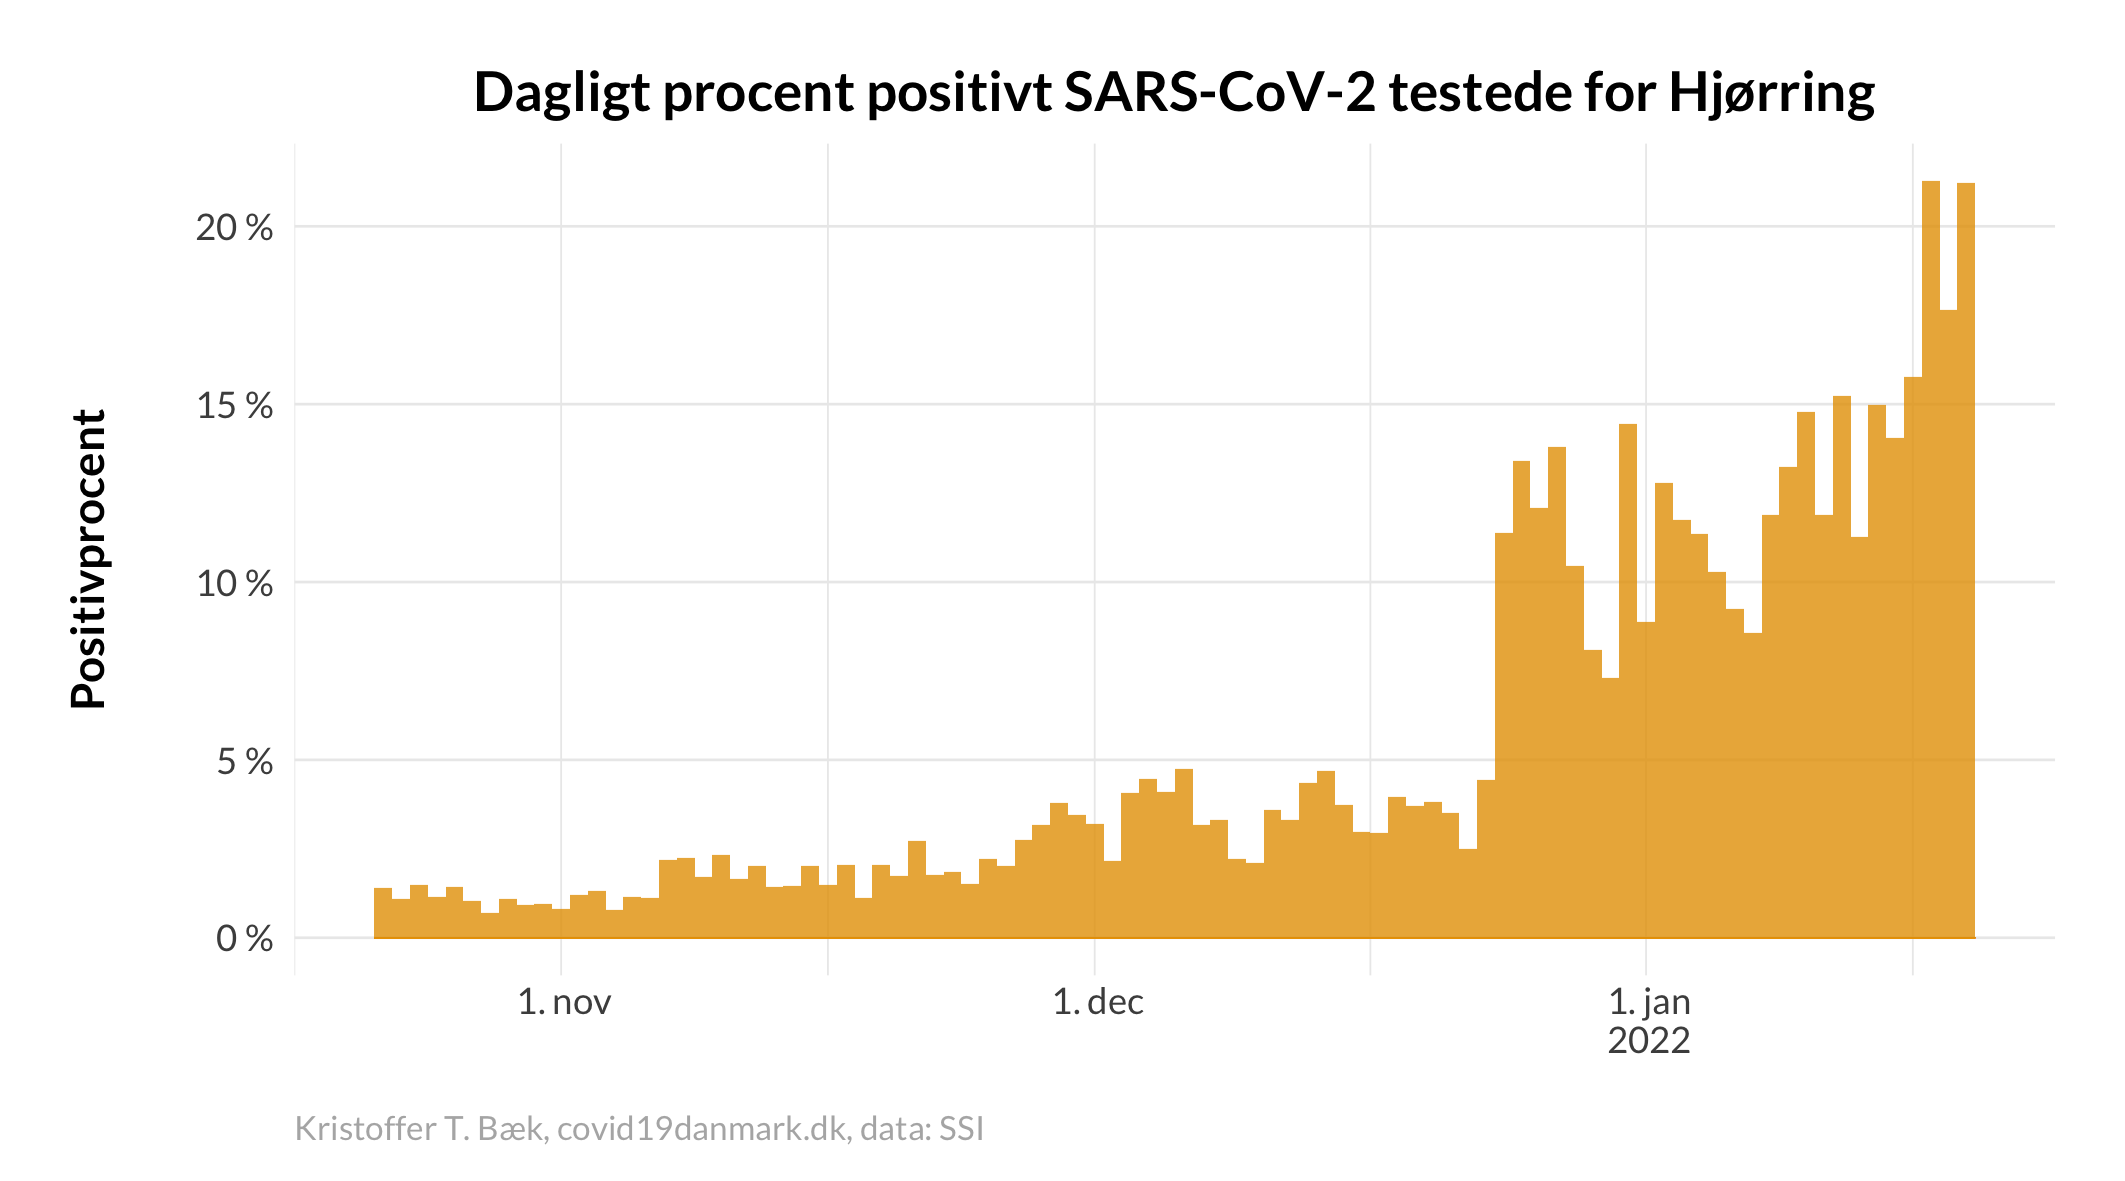 Dagligt procent positivt SARS-CoV-2 testede for Hjørring
Positivprocent
20 %
15 %
10 %
5 %
0 %
1. nov
1. dec
1. jan
2022
Kristoffer T. Bæk, covid19danmark.dk, data: SSI